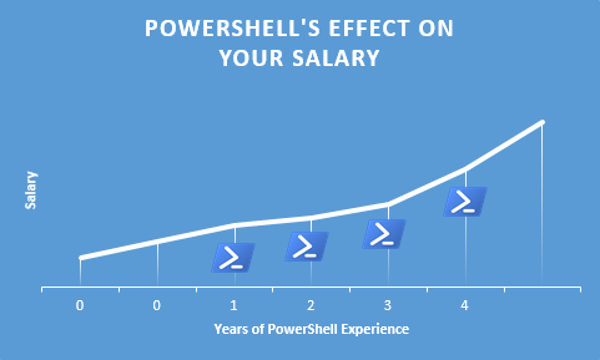 POWERSHELL'S EFFECT ON
YOUR SALARY
Salary
0 0 1 2 3 4
Years of PowerShell Experience